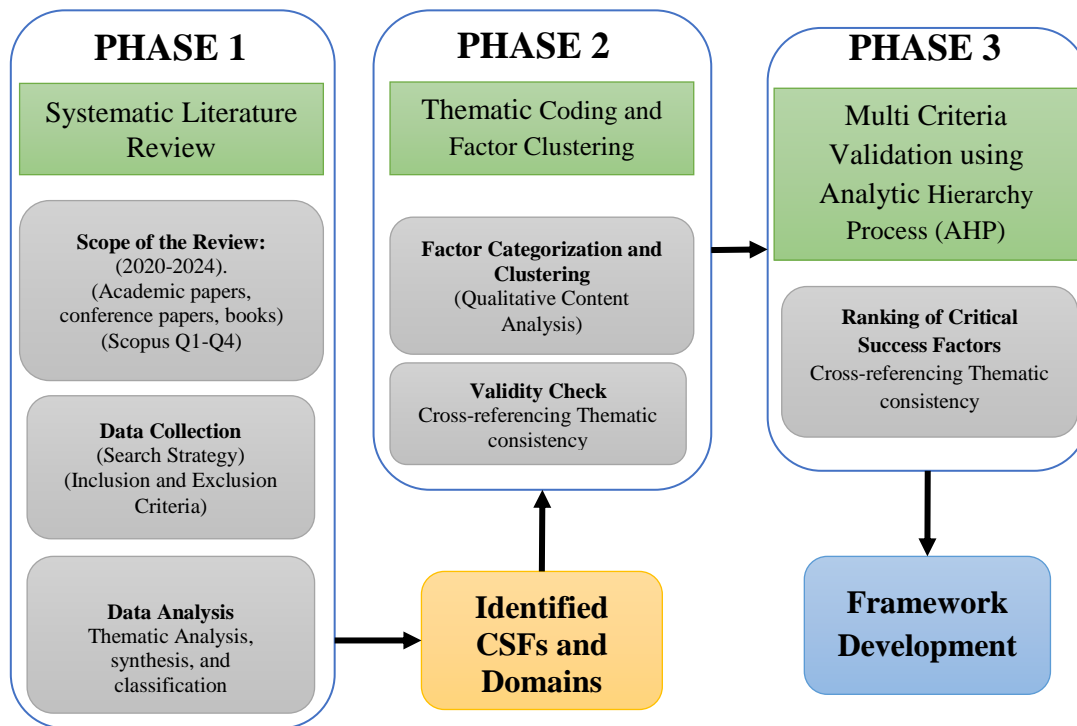 PHASE 1
Systematic Literature
Review
Scope of the Review:
(2020-2024).
(Academic papers,
conference papers, books)
(Scopus Q1-Q4)
Data Collection
(Search Strategy)
(Inclusion and Exclusion
Criteria)
Data Analysis
Thematic Analysis,
synthesis, and
classification
PHASE 2
Thematic Coding and
Factor Clustering
Factor Categorization and
Clustering
(Qualitative Content
Analysis)
Validity Check
Cross-referencing Thematic
consistency
Identified
CSFs and
Domains
PHASE 3
Multi Criteria
Validation using
Analytic Hierarchy
Process (AHP)
Ranking of Critical
Success Factors
Cross-referencing Thematic
consistency
Framework
Development